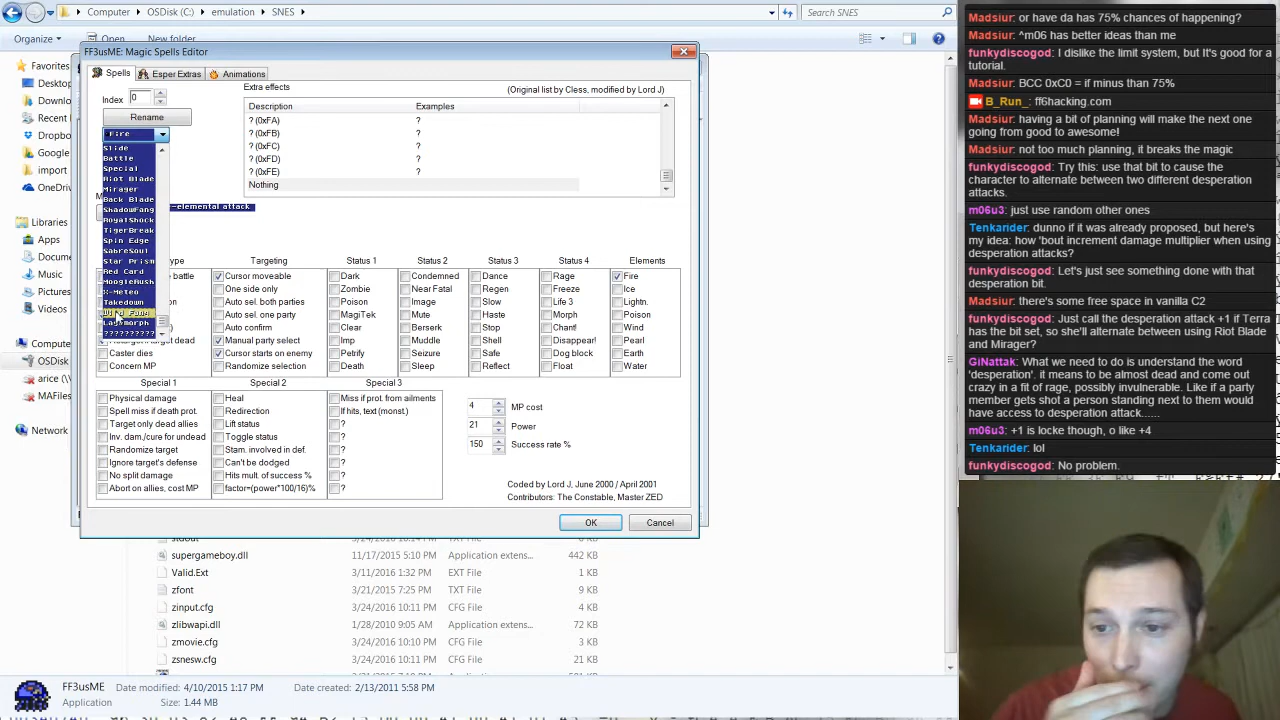 Computer
OSDisk (C:)
emulation
SNES
Search SNES
Organize
New folder
Favorites
Desktop
Downlo
Recent
Dropbo
import
OneDriv
Libraries
Apps
Docume
Music
Pictures
Videos
Compute
OSDisk
arice (\\
MAFiles
Network
FF3usME: Magic Spells Editor
Spells
Esper Extras
Animations
Index
0
Rename
Fire
Slide
Battle
Special
Riot Blade
Mirager
Back Blade
ShadowFang
RoyalShock
TigerBreak
Spin Edge
SabreSoul
Star Prism
Red Card
MoogleRush
X-Meteo
Takedown
Wild Fang
Lagomorph
??????????
Extra effects
(Original list by Cless, modified by Lord J)
Description
Examples
? (0xFA) ?
? (0xFB) ?
? (0xFC) ?
? (0xFD) ?
? (0xFE) ?
Nothing
-elemental attack
Targeting
Cursor moveable
One side only
Auto sel. both parties
Auto sel. one party
Auto confirm
Manual party select
Cursor starts on enemy
Randomize selection
Caster dies
Concern MP
Status 1
Dark
Zombie
Poison
MagiTek
Clear
Imp
Petrify
Death
Status 2
Condemned
Near Fatal
Image
Mute
Berserk
Muddle
Seizure
Sleep
Status 3
Dance
Regen
Slow
Haste
Stop
Shell
Safe
Reflect
Status 4
Rage
Freeze
Life 3
Morph
Chant!
Disappear!
Dog block
Float
Elements
Fire
Ice
Lightn.
Poison
Wind
Pearl
Earth
Water
Special 1
Physical damage
Spell miss if death prot.
Target only dead allies
Inv. dam./cure for undead
Randomize target
Ignore target's defense
No split damage
Abort on allies, cost MP
Special 2
Heal
Redirection
Lift status
Toggle status
Stam. involved in def.
Can't be dodged
Hits mult. of success %
factor=(power*100/16)%
Special 3
Miss if prot. from ailments
If hits, text (monst.)
?
?
?
?
?
?
4 MP cost
21 Power
150 Success rate %
Coded by Lord J, June 2000 / April 2001
Contributors: The Constable, Master ZED
OK
Cancel
supergameboy.dll 11/17/2015 5:10 PM Application extens... 442 KB
Valid.Ext 3/11/2016 1:32 PM EXT File 1 KB
zfont 3/21/2015 7:25 PM TXT File 9 KB
zinput.cfg 3/24/2016 10:11 PM CFG File 4 KB
zlibwapi.dll 1/28/2010 9:05 AM Application extens... 72 KB
zmovie.cfg 3/24/2016 10:11 PM CFG File 3 KB
zsnesw.cfg 3/24/2016 10:11 PM CFG File 21 KB
FF3usME
Date modified: 4/10/2015 1:17 PM
Date created: 2/13/2011 5:58 PM
Application
Size: 1.44 MB
Madsiur: or have da has 75% chances of happening?
Madsiur: ^m06 has better ideas than me
funkydiscogod: I dislike the limit system, but It's good for a
tutorial.
Madsiur: BCC 0xC0 = if minus than 75%
B_Run_: ff6hacking.com
Madsiur: having a bit of planning will make the next one
going from good to awesome!
Madsiur: not too much planning, it breaks the magic
funkydiscogod: Try this: use that bit to cause the
character to alternate between two different desperation
attacks.
m06u3: just use random other ones
Tenkarider: dunno if it was already proposed, but here's
my idea: how 'bout increment damage multiplier when using
desperation attacks?
funkydiscogod: Let's just see something done with that
desperation bit.
Madsiur: there's some free space in vanilla C2
funkydiscogod: Just call the desperation attack +1 if Terra
has the bit set, so she'll alternate between using Riot Blade
and Mirager?
GiNattak: What we need to do is understand the word
'desperation'. it means to be almost dead and come out
crazy in a fit of rage, possibly invulnerable. Like if a party
member gets shot a person standing next to them would
have access to desperation attack......
m06u3: +1 is locke though, o like +4
Tenkarider: lol
funkydiscogod: No problem.